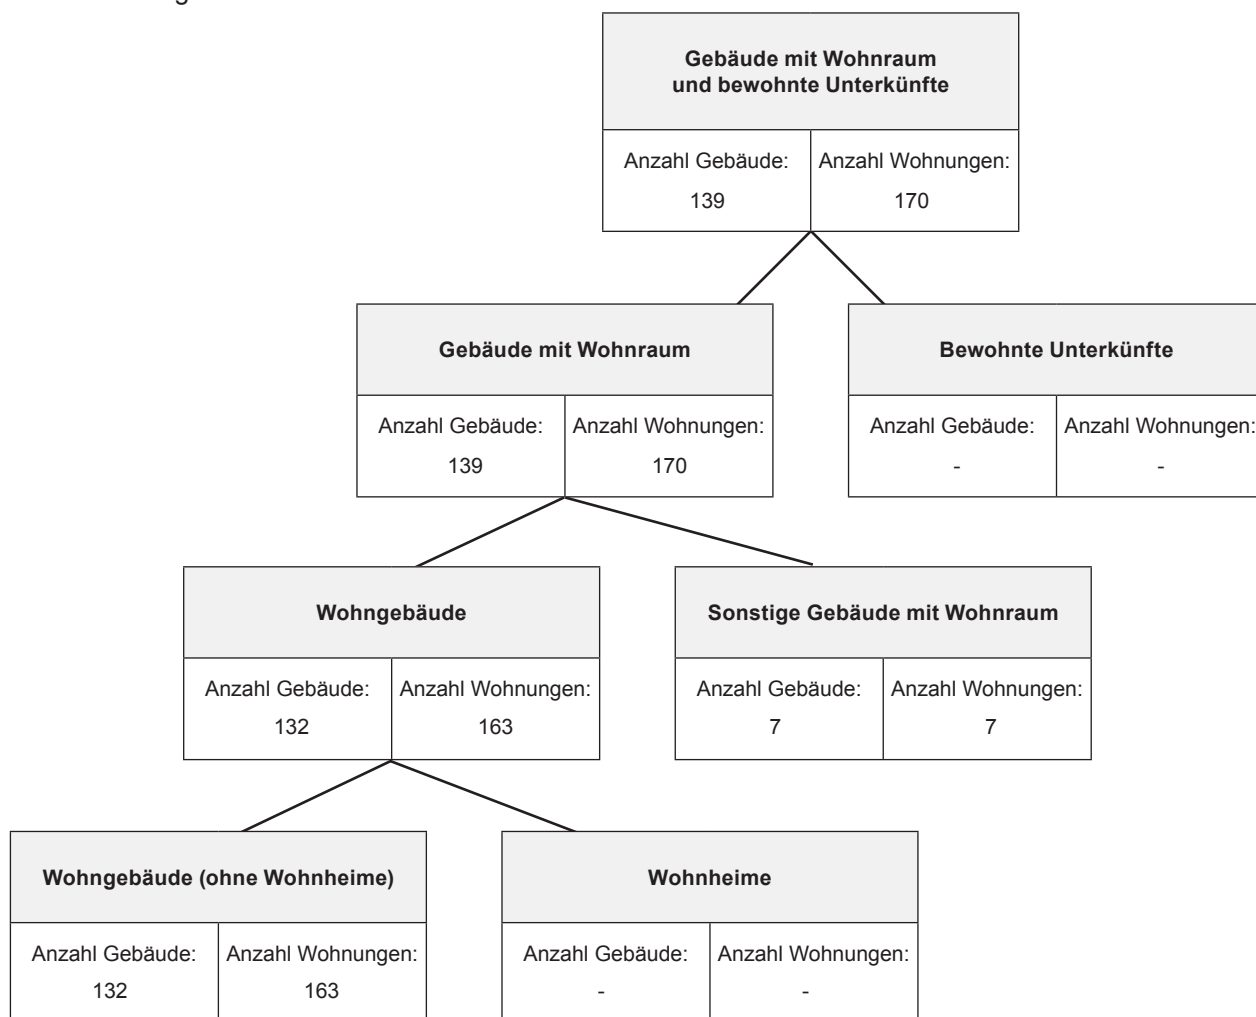 Gebäude mit Wohnraum
und bewohnte Unterkünfte
Anzahl Gebäude: Anzahl Wohnungen:
139 170
Gebäude mit Wohnraum
Bewohnte Unterkünfte
Anzahl Gebäude: Anzahl Wohnungen:
139 170
Anzahl Gebäude: Anzahl Wohnungen:
- -
Wohngebäude
Sonstige Gebäude mit Wohnraum
Anzahl Gebäude: Anzahl Wohnungen:
132 163
Anzahl Gebäude: Anzahl Wohnungen:
7 7
Wohngebäude (ohne Wohnheime)
Wohnheime
Anzahl Gebäude: Anzahl Wohnungen:
132 163
Anzahl Gebäude: Anzahl Wohnungen:
- -